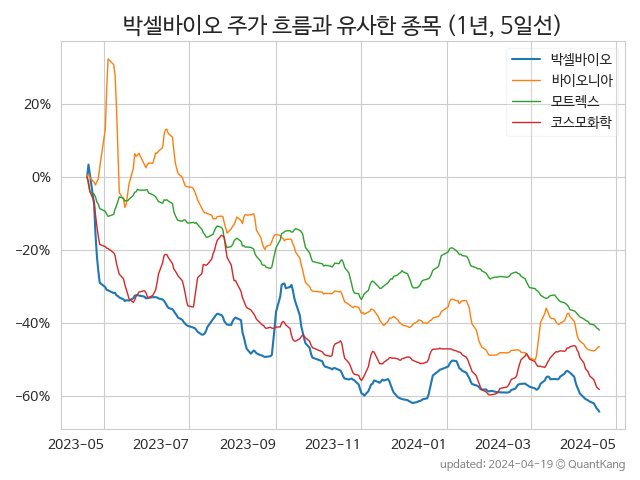 박셀바이오 주가 흐름과 유사한 종목 (1년, 5일선)
박셀바이오
바이오니아
모트렉스
코스모화학
20%
0%
−20%
−40%
−60%
2023-05 2023-07 2023-09 2023-11 2024-01 2024-03 2024-05
updated: 2024-04-19 © QuantKang